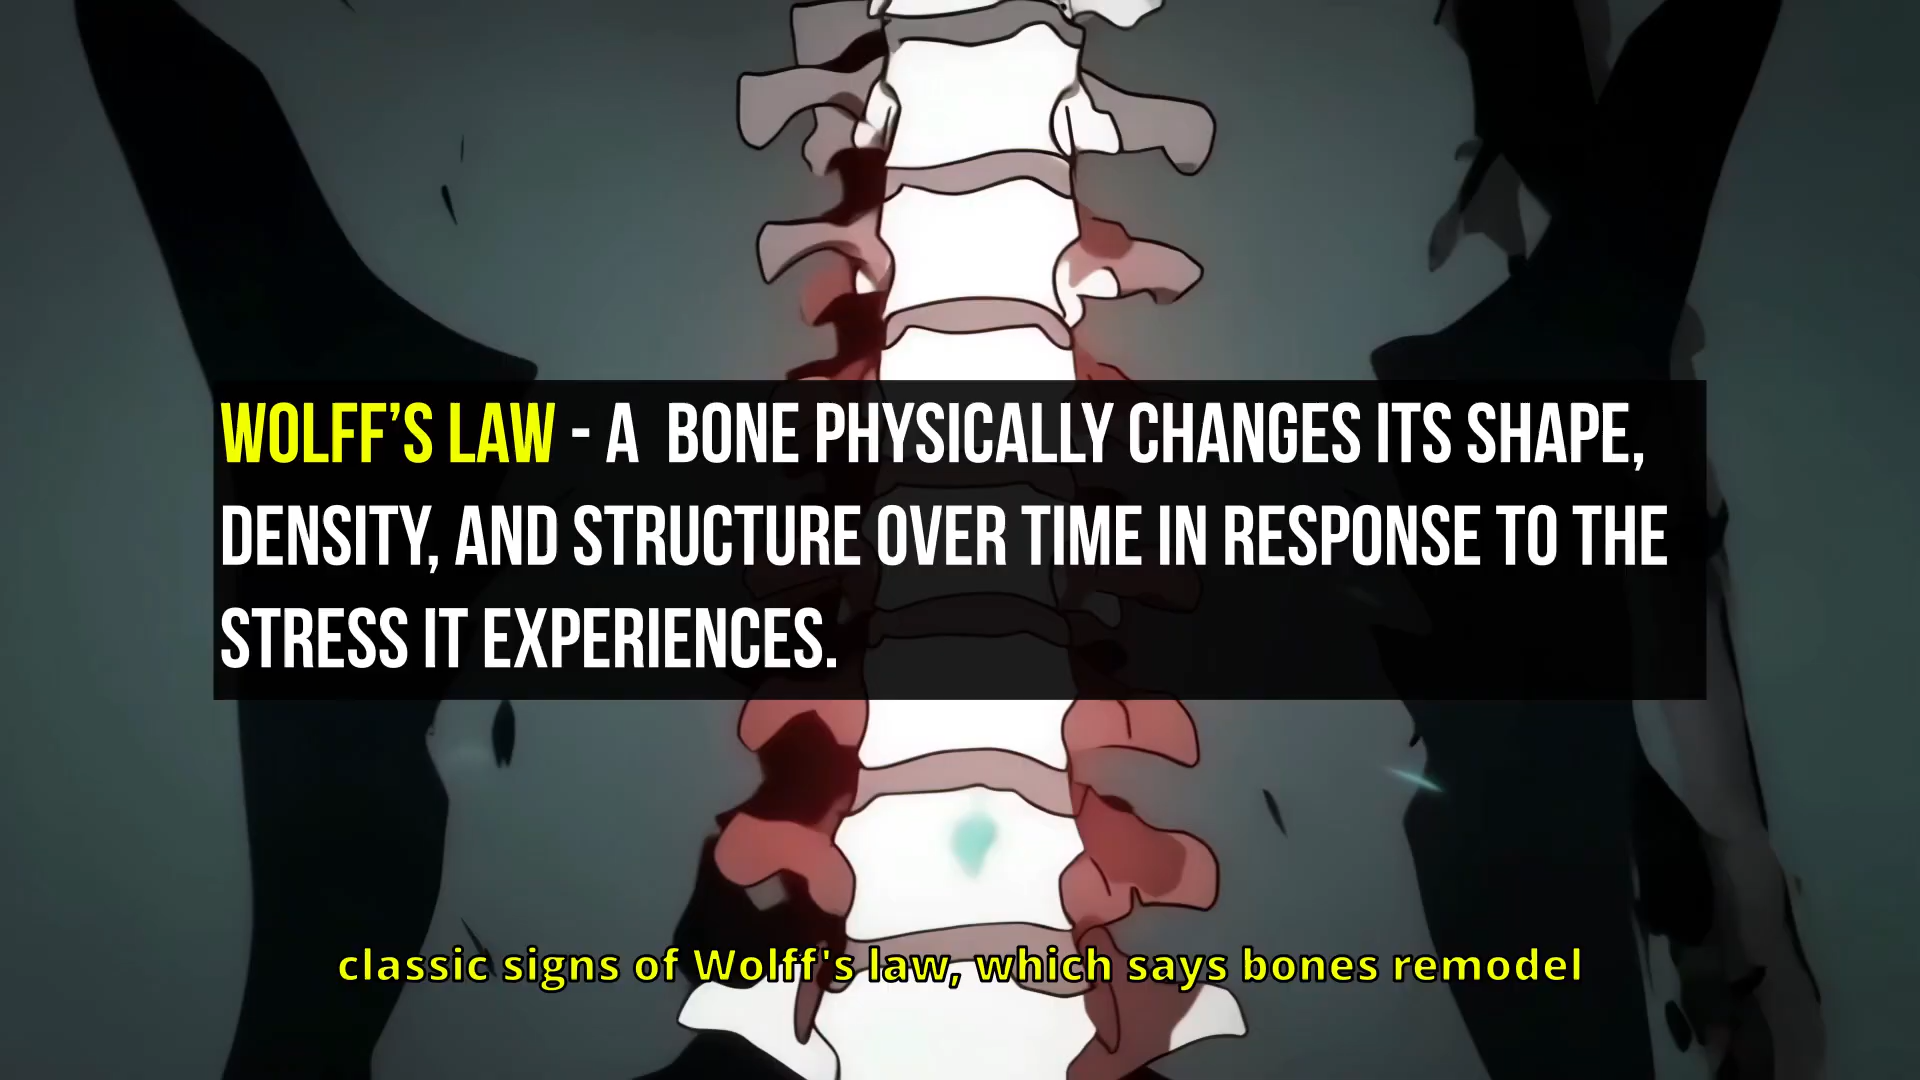 WOLFF’S LAW - A  BONE PHYSICALLY CHANGES ITS SHAPE,
DENSITY, AND STRUCTURE OVER TIME IN RESPONSE TO THE
STRESS IT EXPERIENCES.
classic signs of Wolff's law, which says bones remodel